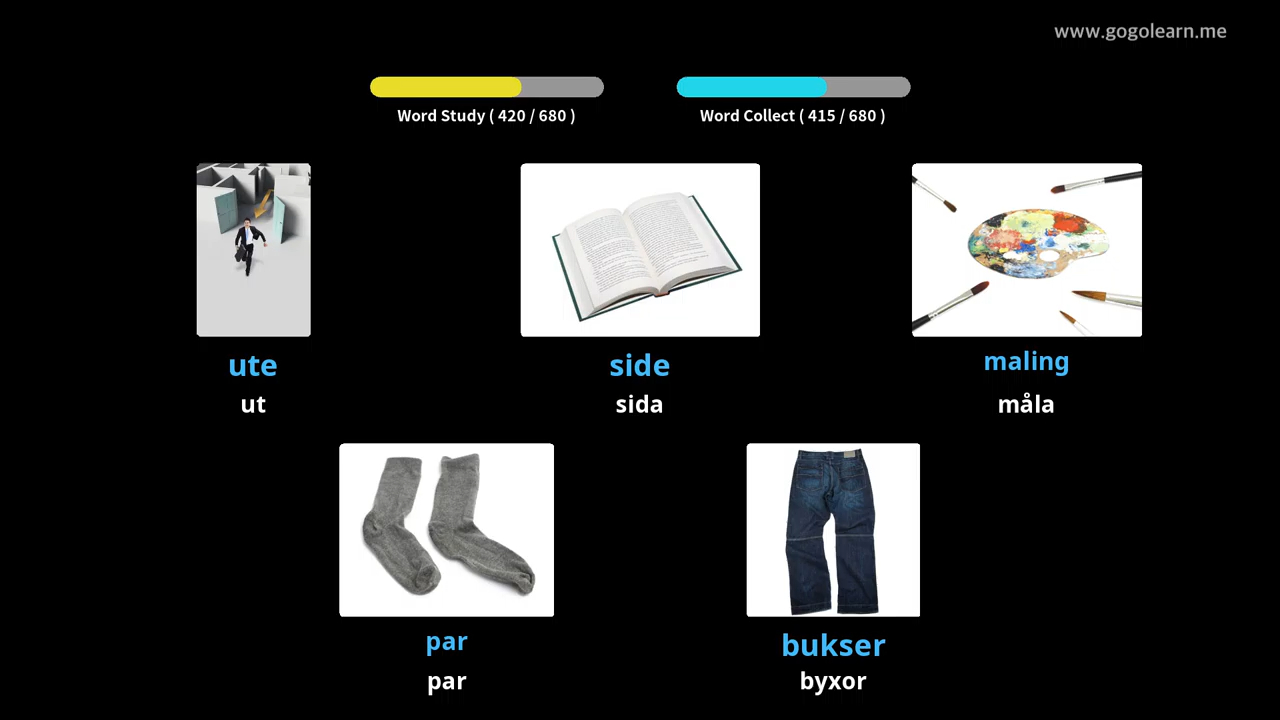 www.gogolearn.me
Word Study ( 420 / 680 )
Word Collect ( 415 / 680 )
ute
side
maling
ut
sida
måla
par
bukser
par
byxor